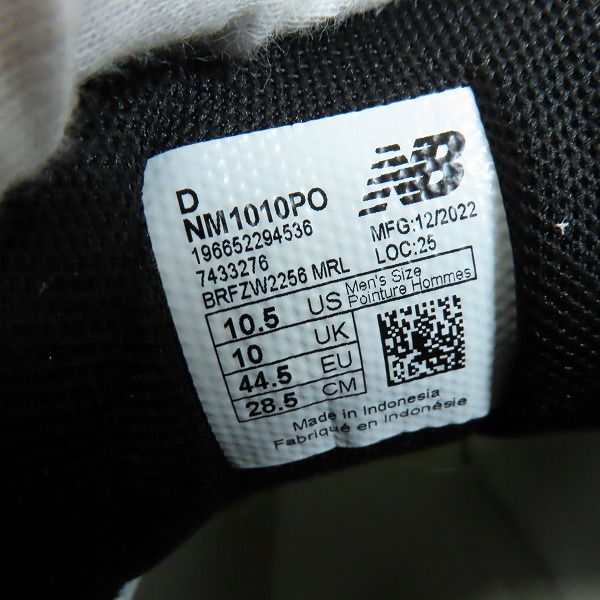 D
NM1010PO
196652294536
7433276
BRFZW2256 MRL
NB
MFG:12/2022
LOC:25
10.5 US Men's Size
Pointure Hommes
10 UK
44.5 EU
28.5 CM
Made in Indonesia
Fabriqué en Indonésie